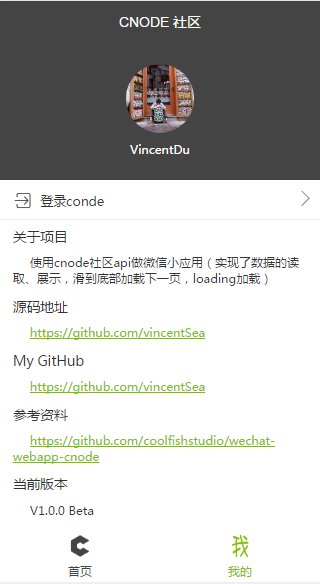 CNODE 社区
VincentDu
登录conde
关于项目
使用cnode社区api做微信小应用（实现了数据的读
取、展示，滑到底部加载下一页，loading加载）
源码地址
https://github.com/vincentSea
My GitHub
https://github.com/vincentSea
参考资料
https://github.com/coolfishstudio/wechat-
webapp-cnode
当前版本
V1.0.0 Beta
首页
我
我的